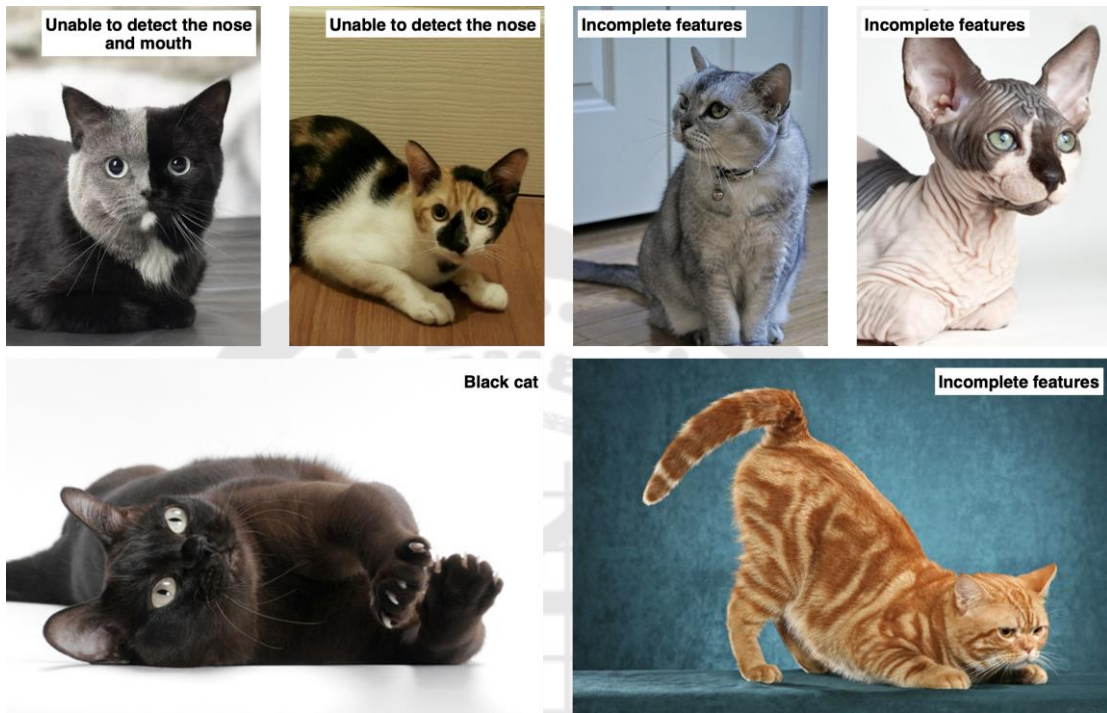 Unable to detect the nose
and mouth
Unable to detect the nose
Incomplete features
Incomplete features
Black cat
Incomplete features